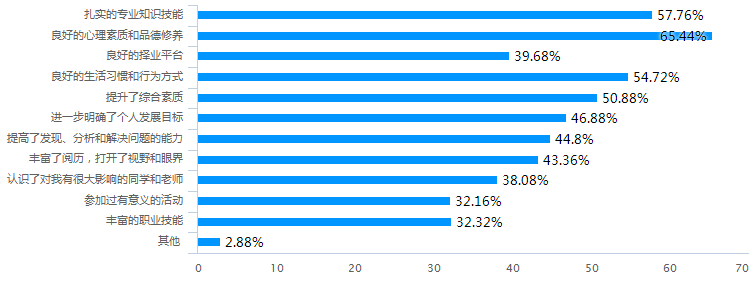 扎实的专业知识技能 57.76%
良好的心理素质和品德修养 65.44%
良好的择业平台 39.68%
良好的生活习惯和行为方式 54.72%
提升了综合素质 50.88%
进一步明确了个人发展目标 46.88%
提高了发现、分析和解决问题的能力 44.8%
丰富了阅历，打开了视野和眼界 43.36%
认识了对我有很大影响的同学和老师 38.08%
参加过有意义的活动 32.16%
丰富的职业技能 32.32%
其他 2.88%
0 10 20 30 40 50 60 70